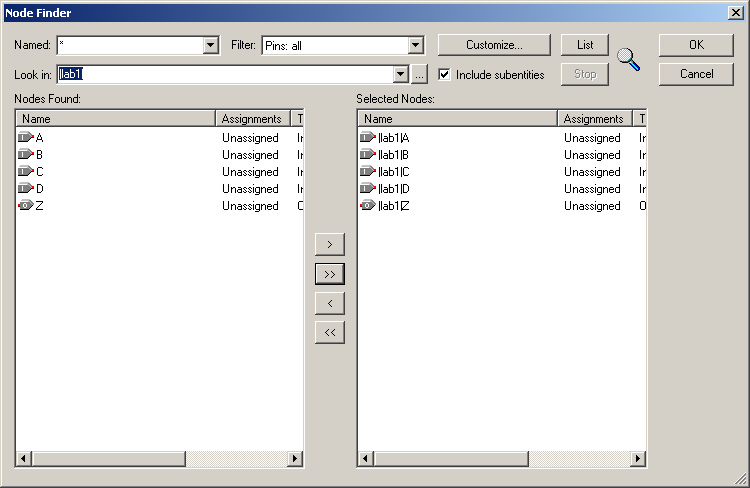 Node Finder
Named: * Filter: Pins: all Customize... List OK
Look in: |lab1| ... Include subentities Stop Cancel
Nodes Found: Selected Nodes:
Name Assignments T Name Assignments T
A Unassigned In |lab1|A Unassigned In
B Unassigned In |lab1|B Unassigned In
C Unassigned In |lab1|C Unassigned In
D Unassigned In |lab1|D Unassigned In
Z Unassigned O |lab1|Z Unassigned O
>
>>
<
<<